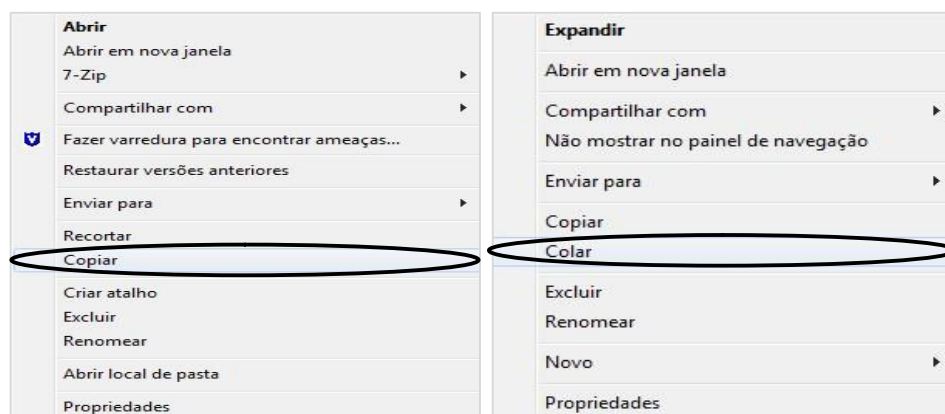 Abrir
Abrir em nova janela
7-Zip
Compartilhar com
Fazer varredura para encontrar ameaças...
Restaurar versões anteriores
Enviar para
Recortar
Copiar
Criar atalho
Excluir
Renomear
Abrir local de pasta
Propriedades
Expandir
Abrir em nova janela
Compartilhar com
Não mostrar no painel de navegação
Enviar para
Copiar
Colar
Excluir
Renomear
Novo
Propriedades